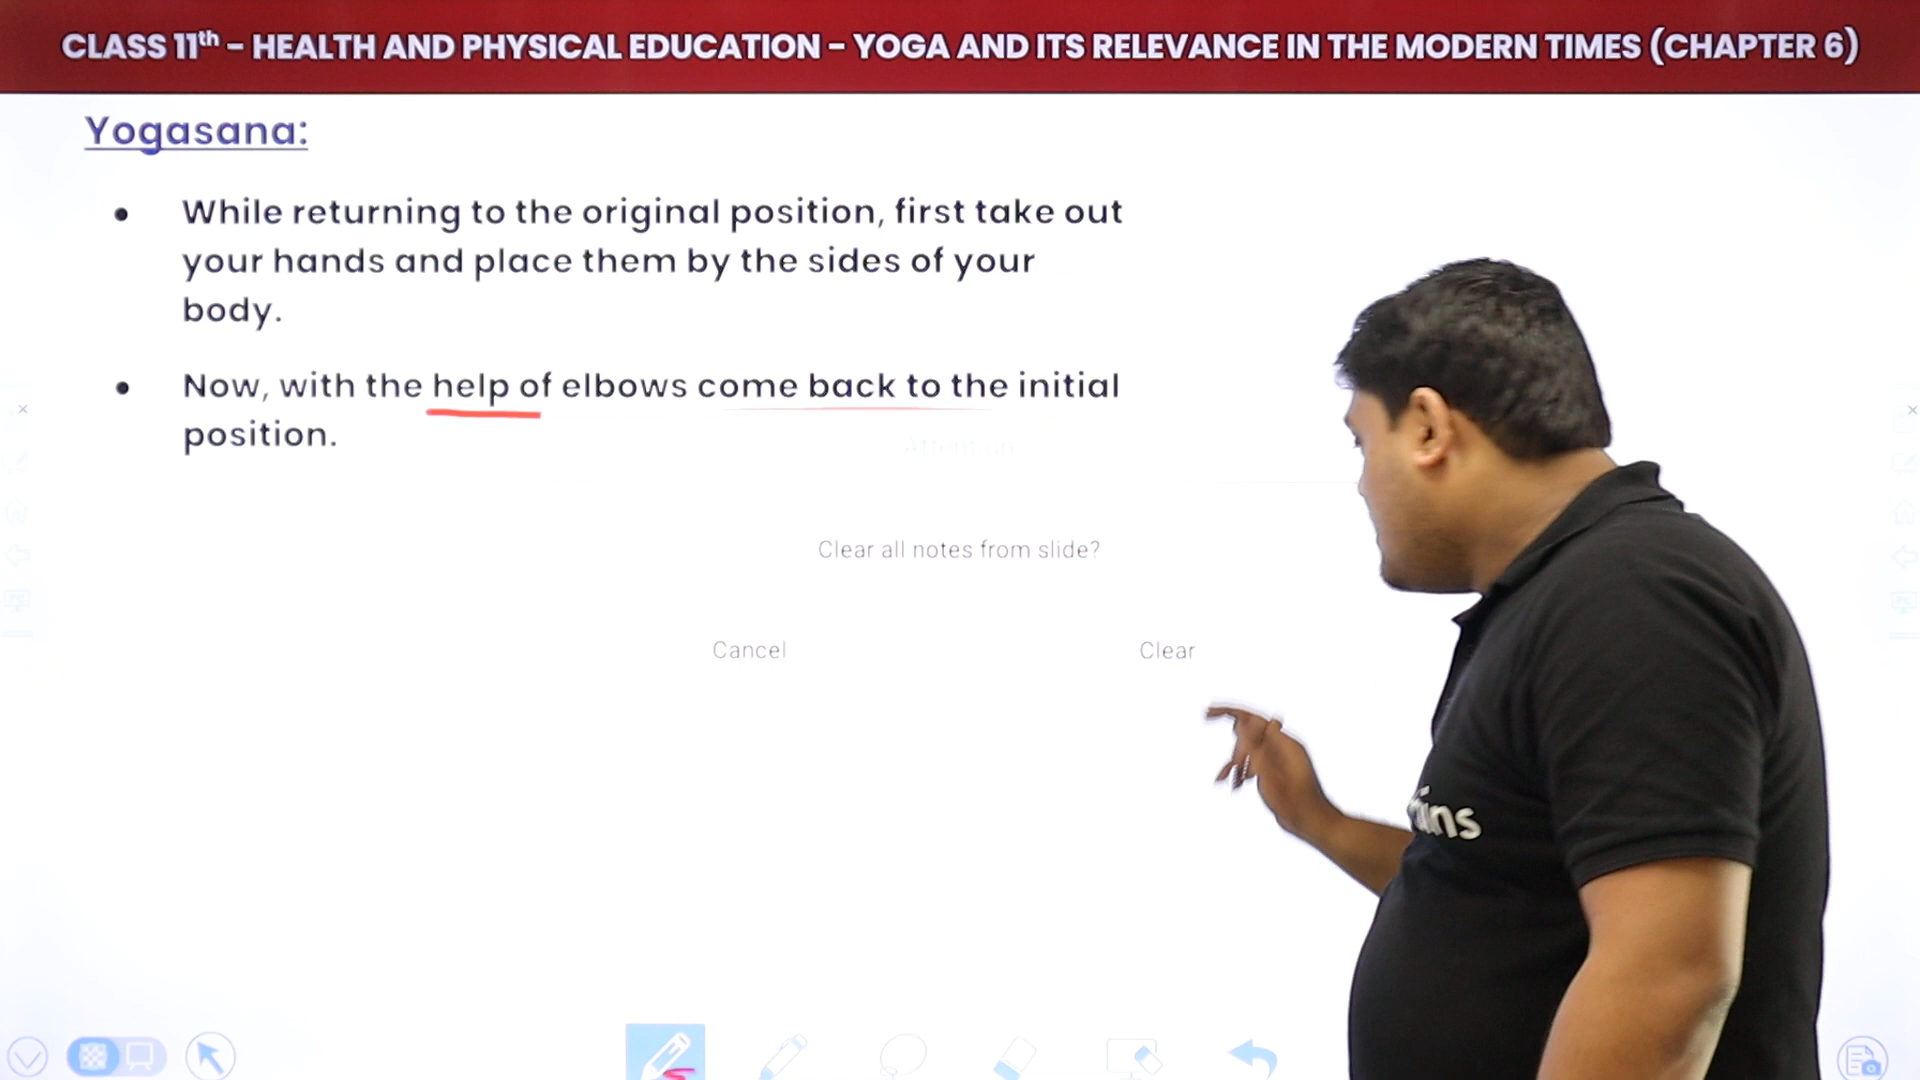 CLASS 11th – HEALTH AND PHYSICAL EDUCATION – YOGA AND ITS RELEVANCE IN THE MODERN TIMES (CHAPTER 6)
Yogasana:
• While returning to the original position, first take out
your hands and place them by the sides of your
body.
• Now, with the help of elbows come back to the initial
position.
Attention
Clear all notes from slide?
Cancel
Clear